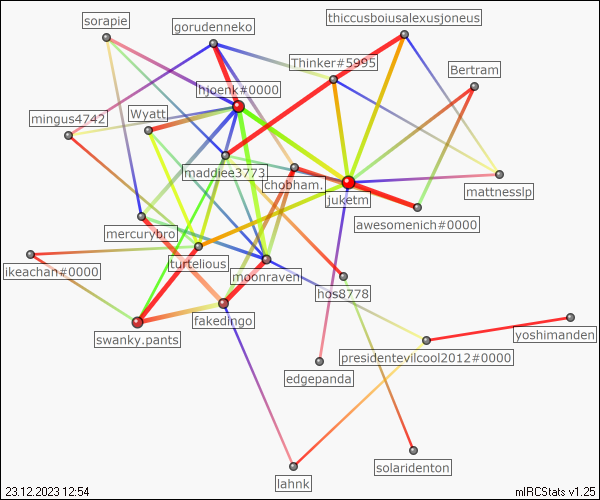 sorapie
gorudenneko
thiccusboiusalexusjoneus
Thinker#5995
Bertram
hjoenk#0000
Wyatt
mingus4742
maddiee3773
chobham.
mattnesslp
juketm
awesomenich#0000
mercurybro
turtelious
moonraven
ikeachan#0000
hos8778
fakedingo
swanky.pants
yoshimanden
presidentevilcool2012#0000
edgepanda
solaridenton
lahnk
23.12.2023 12:54
mIRCStats v1.25